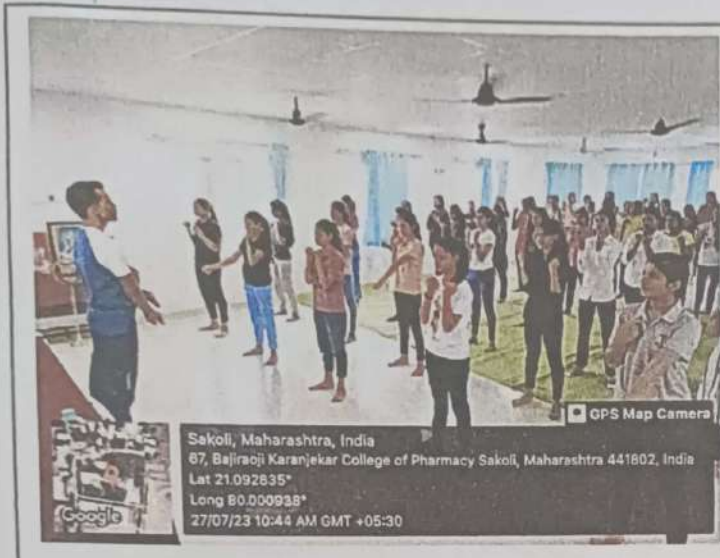 GPS Map Camera
Sakoli, Maharashtra, India
67, Bajiraoji Karanjekar College of Pharmacy Sakoli, Maharashtra 441802, India
Lat 21.092835°
Long 80.000938°
27/07/23 10:44 AM GMT +05:30
Google